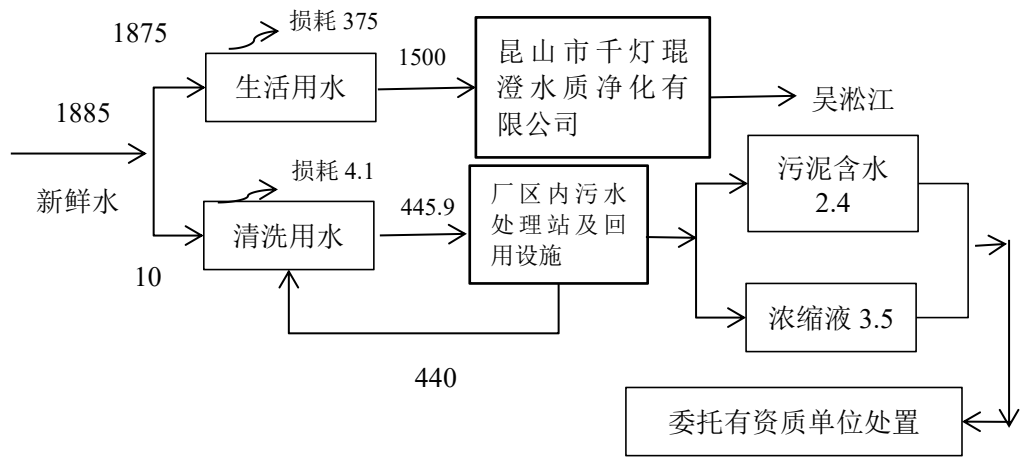 1875
损耗 375
生活用水
1500
昆山市千灯琨
澄水质净化有
限公司
吴淞江
1885
新鲜水
损耗 4.1
清洗用水
10
445.9
厂区内污水
处理站及回
用设施
440
污泥含水
2.4
浓缩液 3.5
委托有资质单位处置